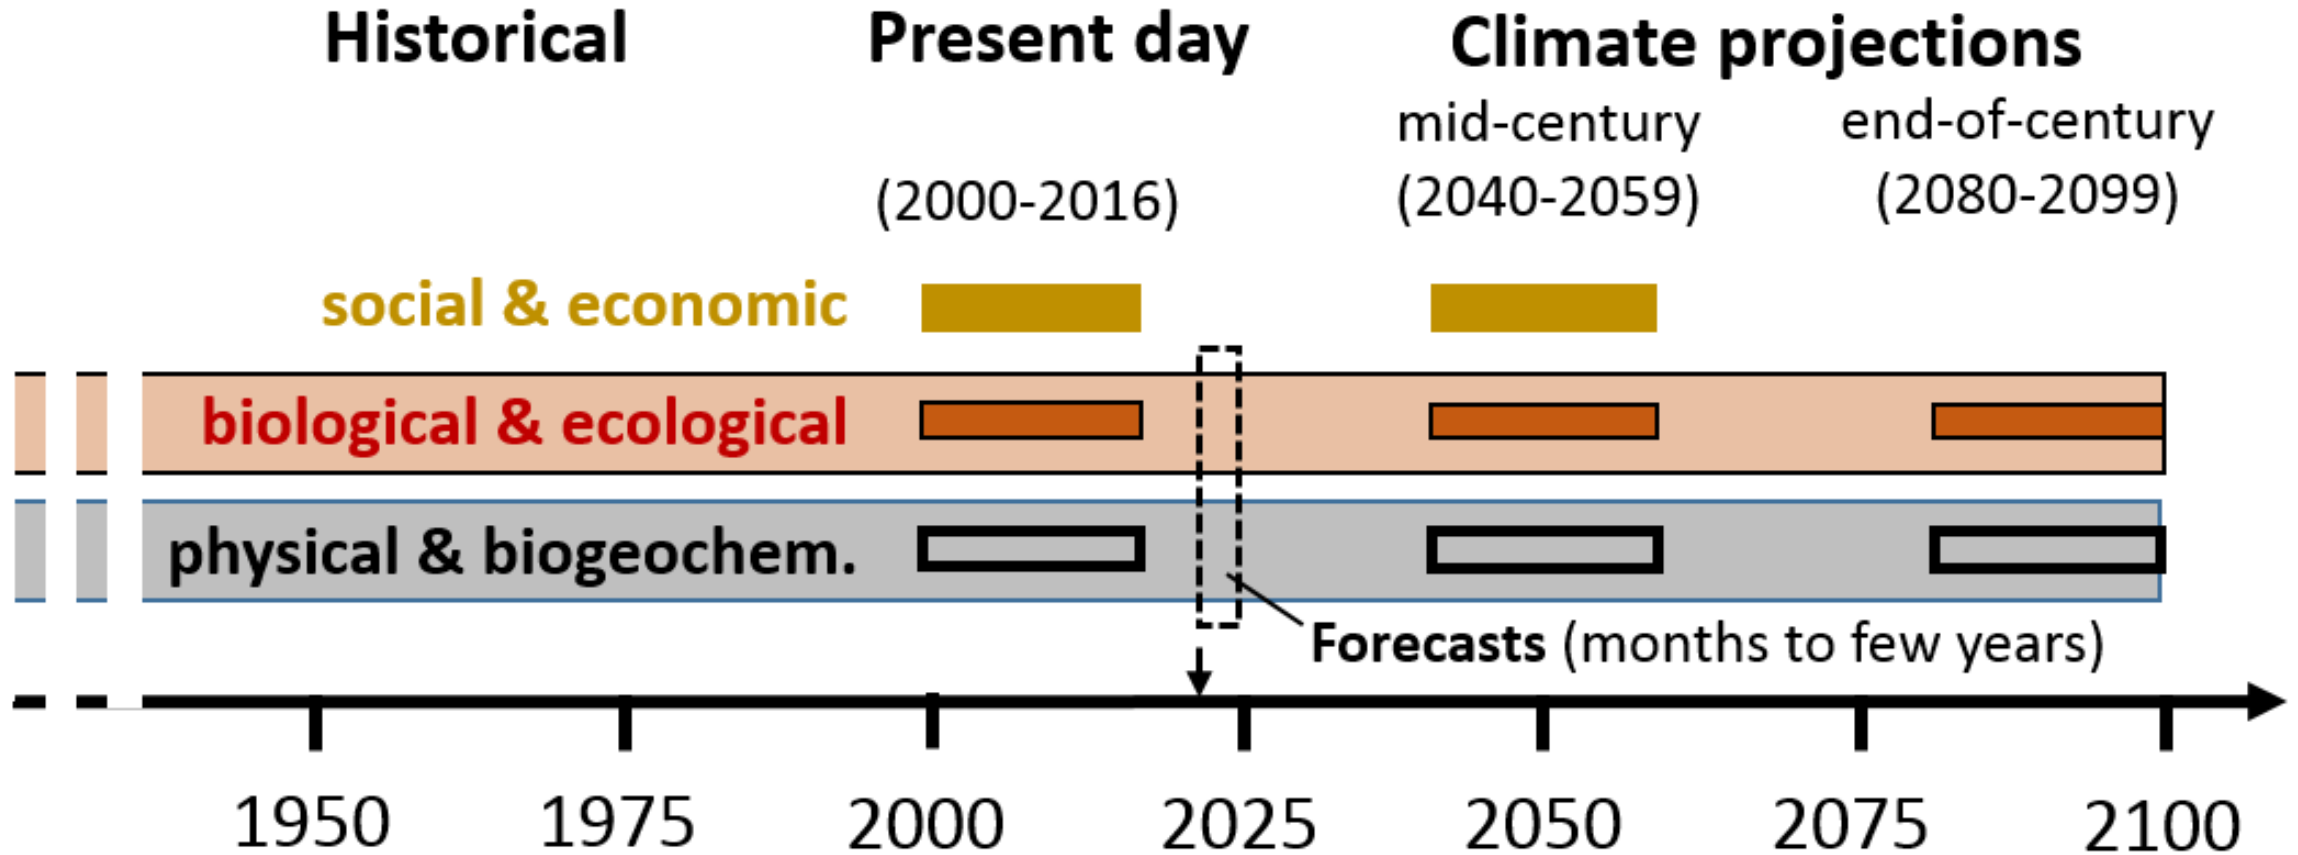 Historical
Present day
Climate projections
mid-century
end-of-century
(2000-2016)
(2040-2059)
(2080-2099)
social & economic
biological & ecological
physical & biogeochem.
Forecasts (months to few years)
1950
1975
2000
2025
2050
2075
2100